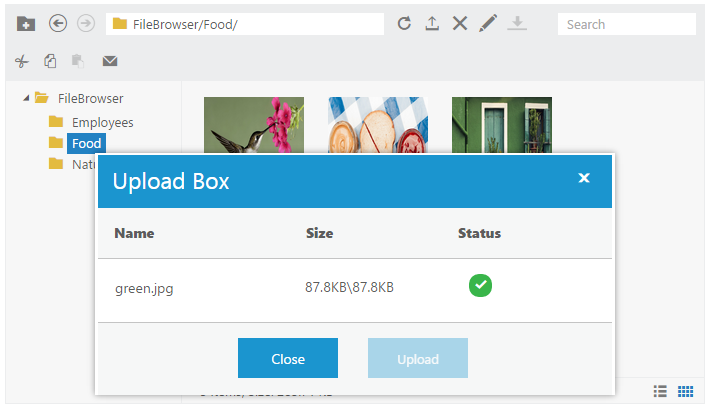 FileBrowser/Food/
Search
FileBrowser
Employees
Food
Upload Box
Name
Size
Status
green.jpg
87.8KB\87.8KB
Close
Upload